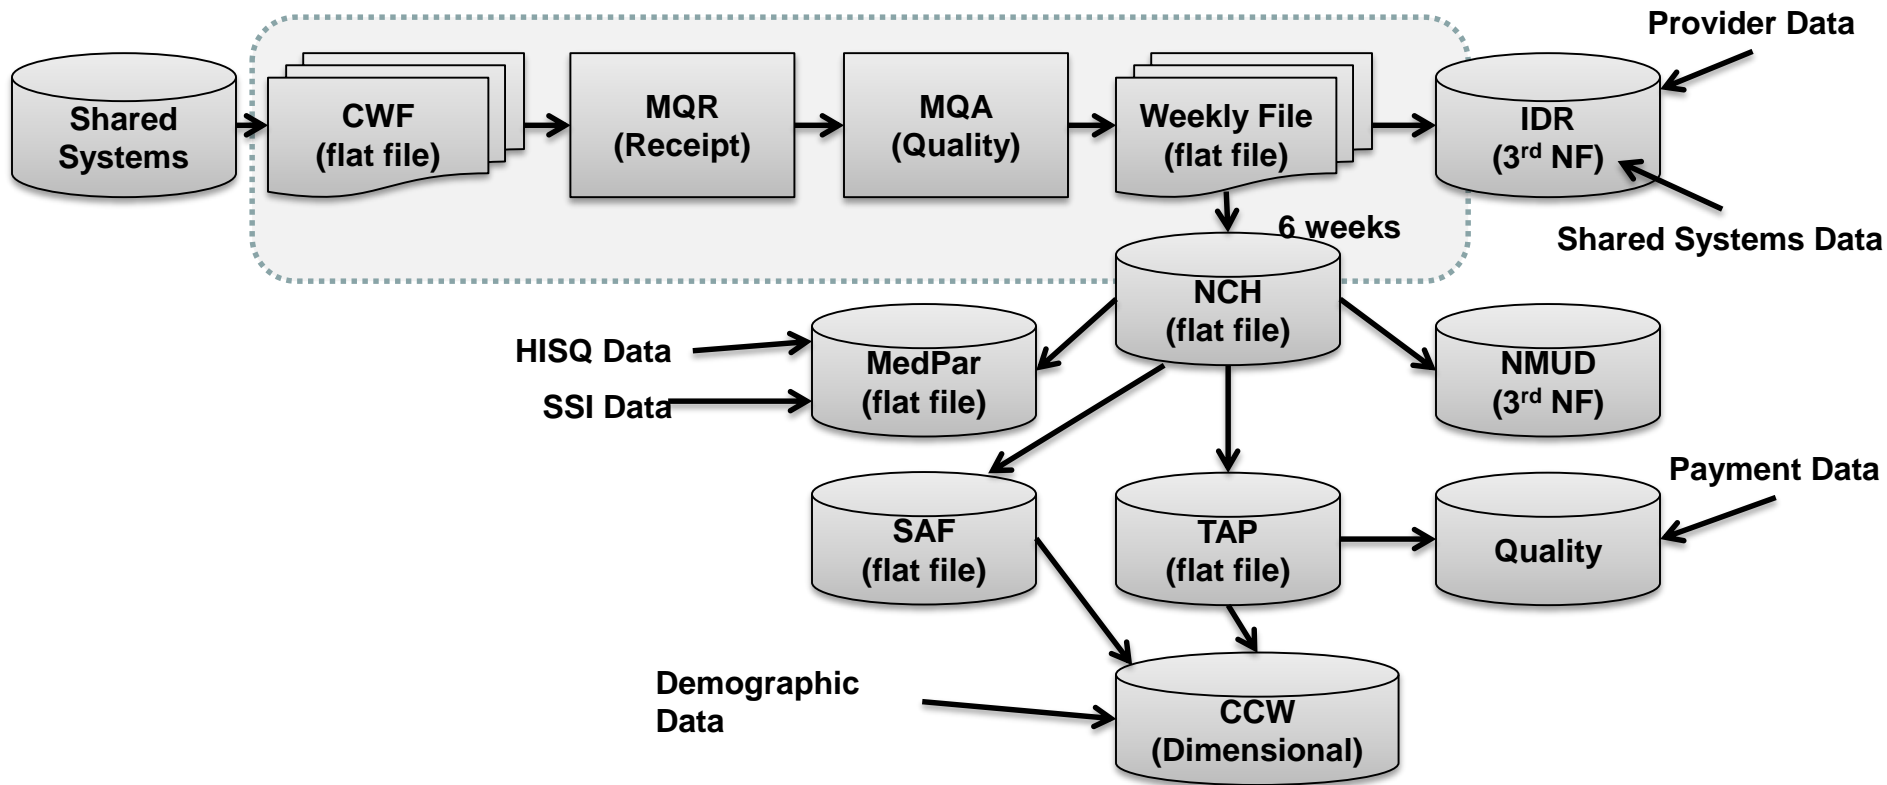 Provider Data
Shared
Systems
CWF
(flat file)
MQR
(Receipt)
MQA
(Quality)
Weekly File
(flat file)
IDR
(3rd NF)
6 weeks
Shared Systems Data
NCH
(flat file)
HISQ Data
SSI Data
MedPar
(flat file)
NMUD
(3rd NF)
Payment Data
SAF
(flat file)
TAP
(flat file)
Quality
Demographic
Data
CCW
(Dimensional)